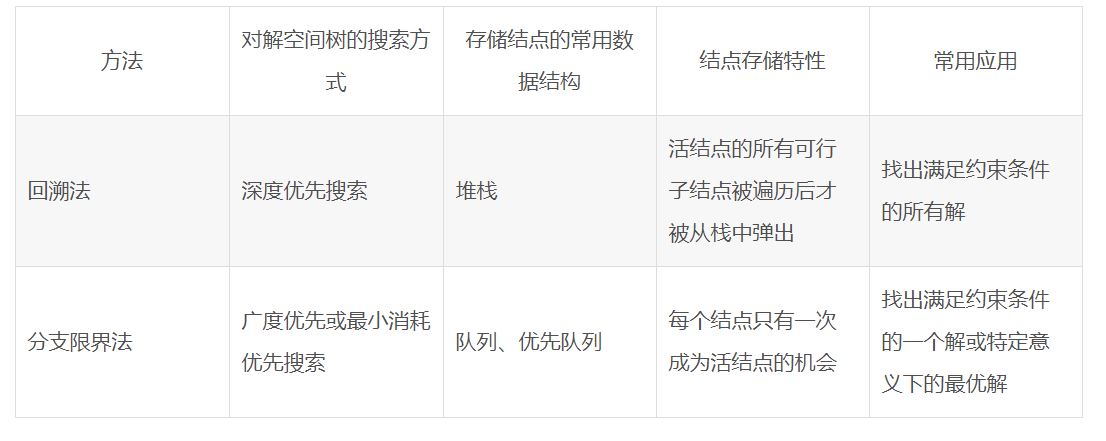 方法
对解空间树的搜索方
式
存储结点的常用数
据结构
结点存储特性
常用应用
回溯法
深度优先搜索
堆栈
活结点的所有可行
子结点被遍历后才
被从栈中弹出
找出满足约束条件
的所有解
分支限界法
广度优先或最小消耗
优先搜索
队列、优先队列
每个结点只有一次
成为活结点的机会
找出满足约束条件
的一个解或特定意
义下的最优解